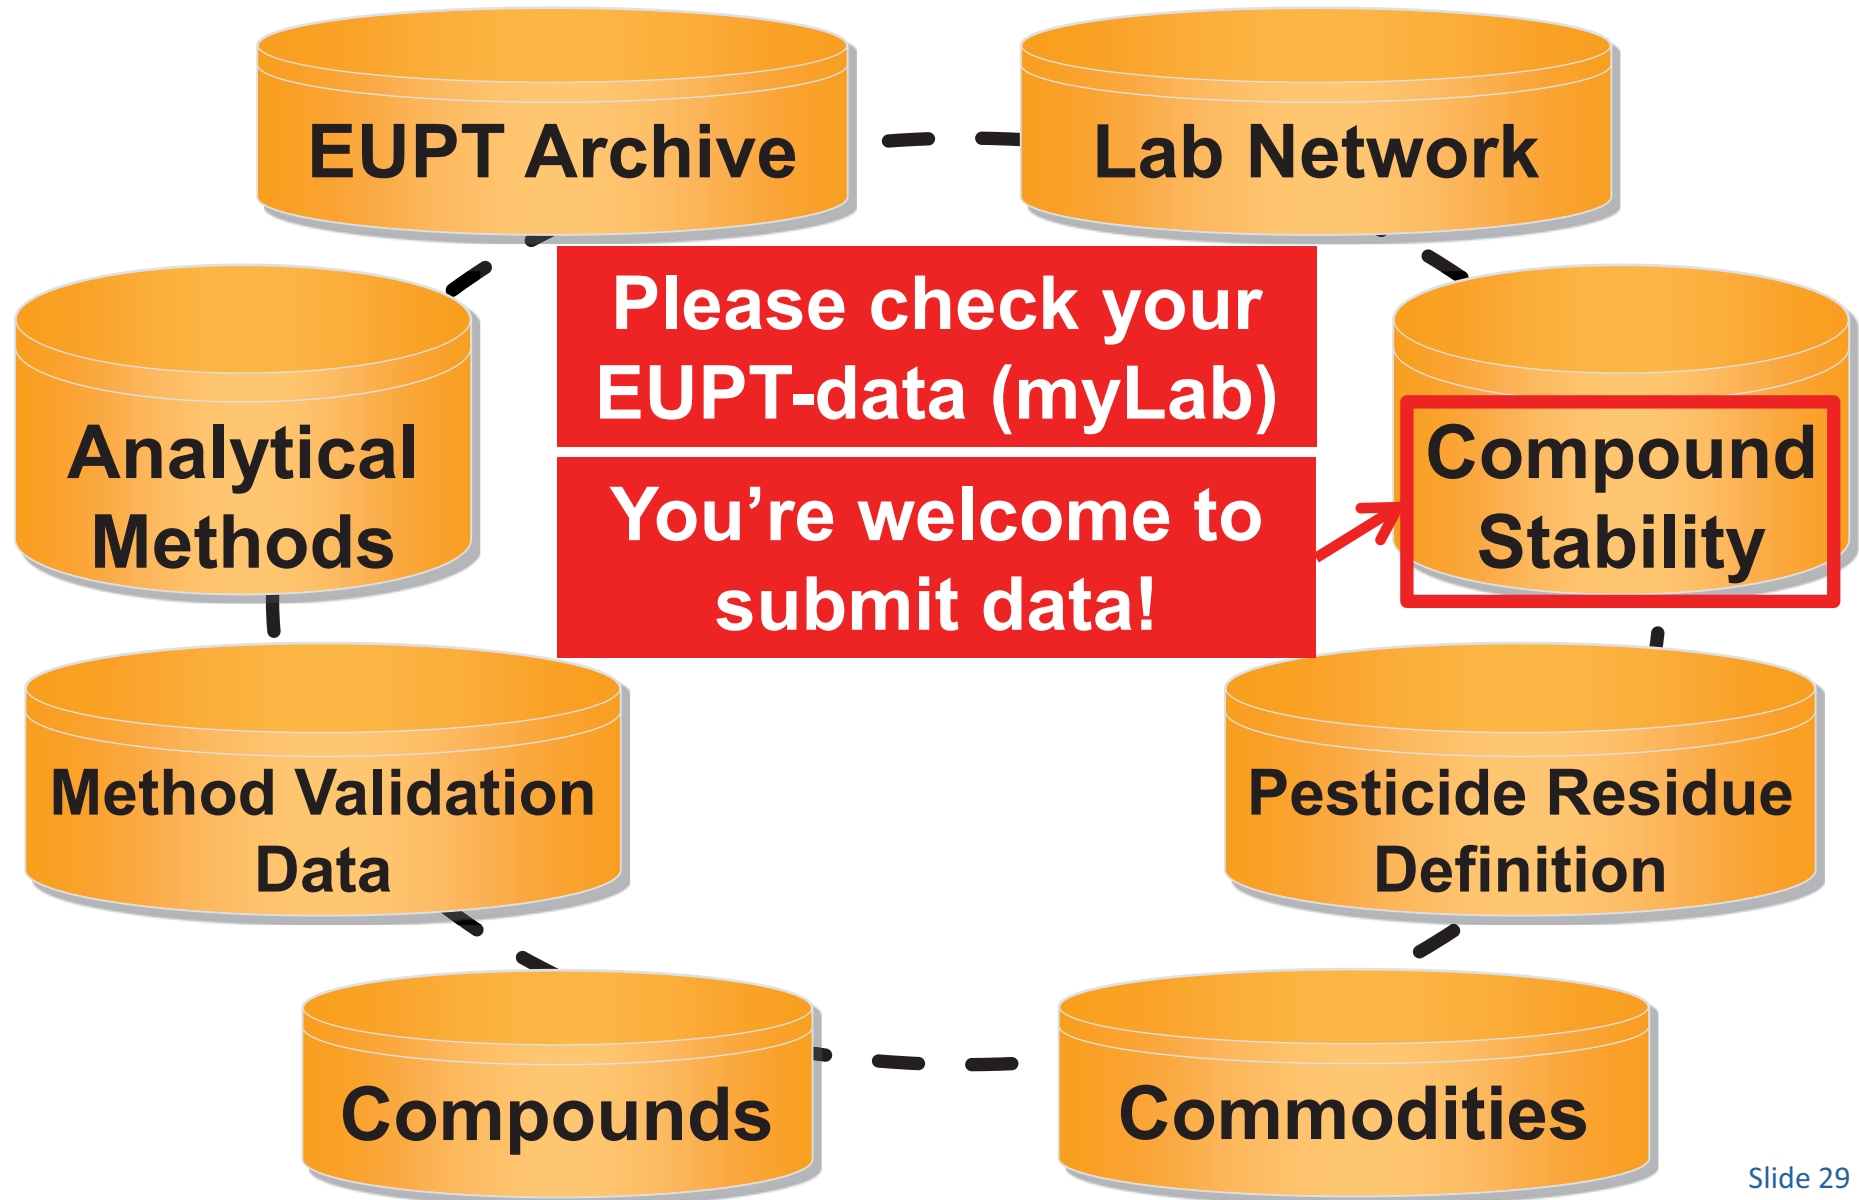 EUPT Archive
Lab Network
Please check your
EUPT-data (myLab)
You’re welcome to
submit data!
Analytical
Methods
Compound
Stability
Method Validation
Data
Pesticide Residue
Definition
Compounds
Commodities
Slide 29